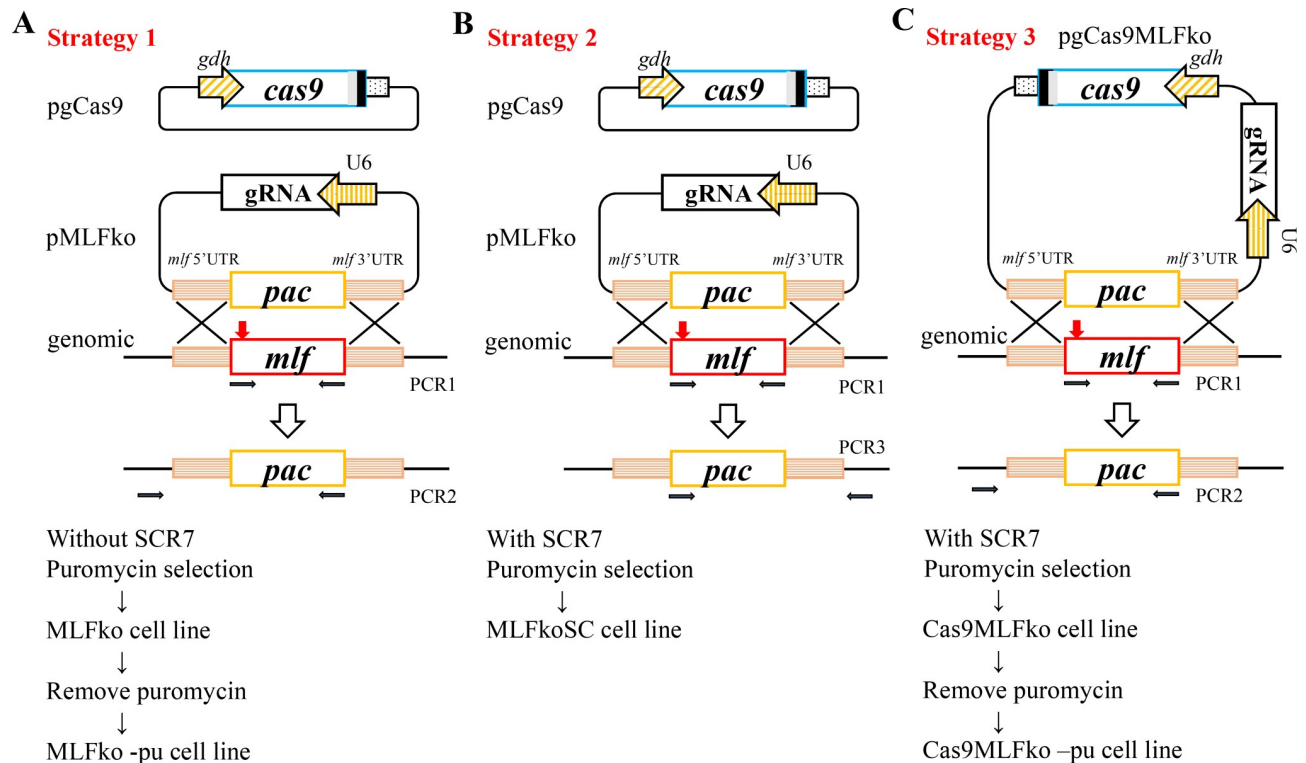 A
Strategy 1
gdh
pgCas9
cas9
U6
gRNA
pMLFko
mlf 5’UTR
mlf 3’UTR
pac
genomic
mlf
PCR1
pac
PCR2
Without SCR7
Puromycin selection
↓
MLFko cell line
↓
Remove puromycin
↓
MLFko -pu cell line
B
Strategy 2
gdh
pgCas9
cas9
U6
gRNA
pMLFko
mlf 5’UTR
mlf 3’UTR
pac
genomic
mlf
PCR1
PCR3
pac
With SCR7
Puromycin selection
↓
MLFkoSC cell line
C
Strategy 3 pgCas9MLFko
gdh
cas9
gRNA
U6
mlf 5’UTR
mlf 3’UTR
pac
genomic
mlf
PCR1
pac
PCR2
With SCR7
Puromycin selection
↓
Cas9MLFko cell line
↓
Remove puromycin
↓
Cas9MLFko –pu cell line